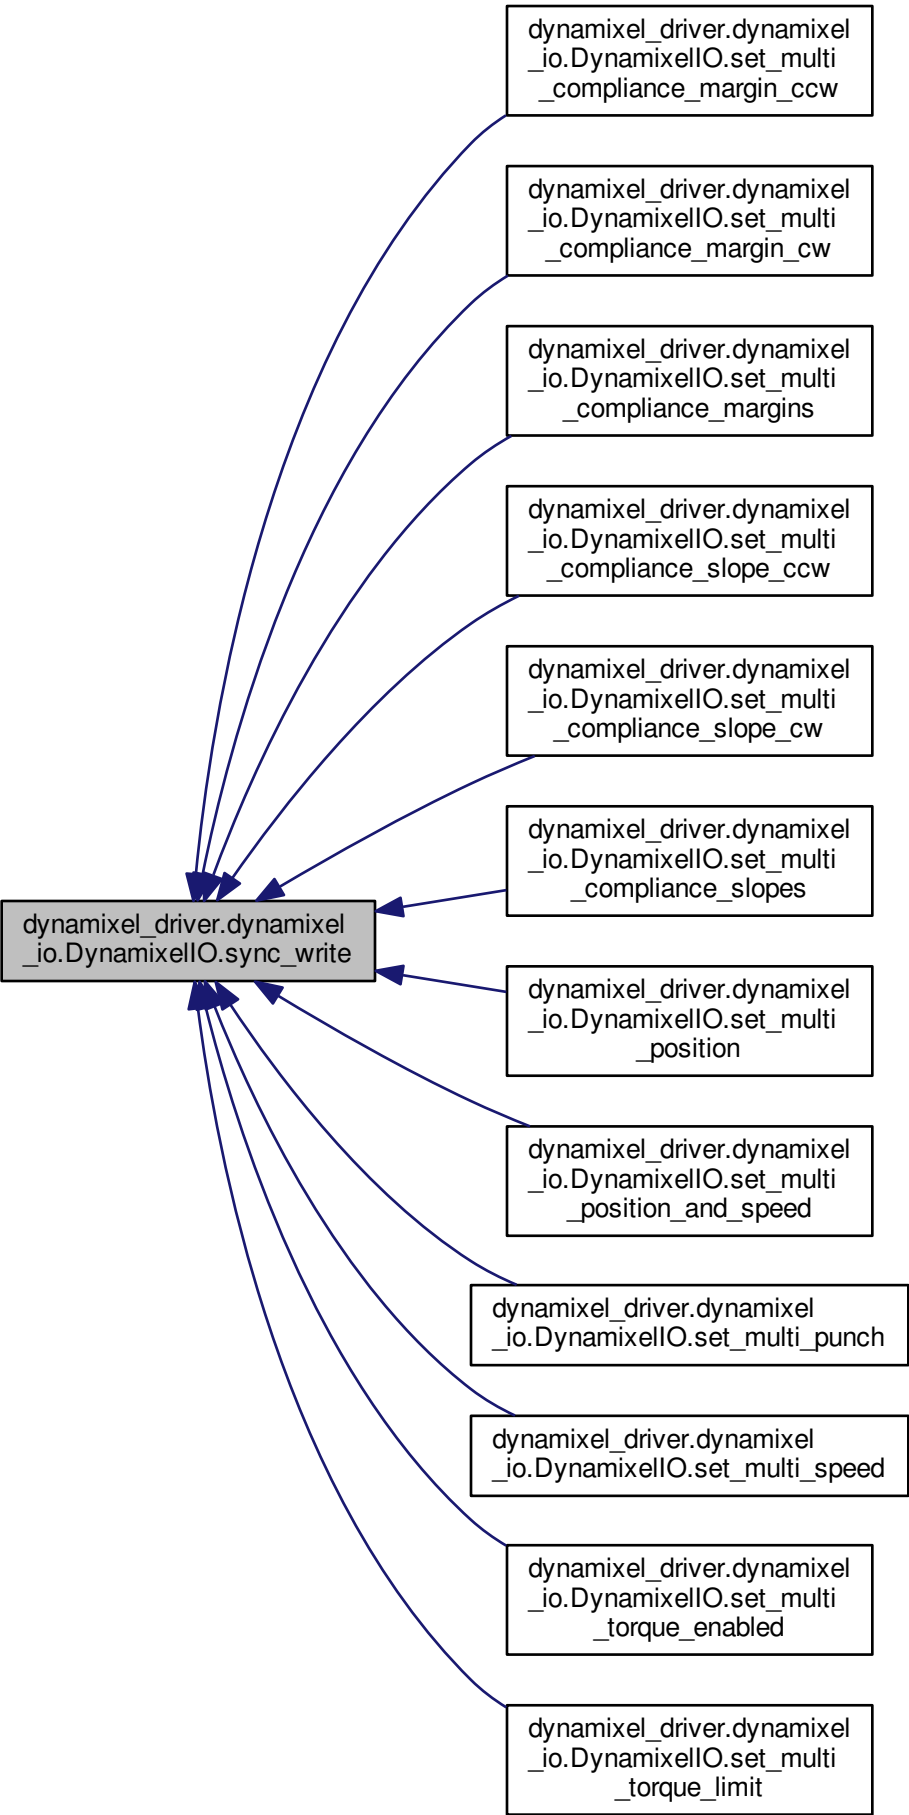 dynamixel_driver.dynamixel
_io.DynamixelIO.set_multi
_compliance_margin_ccw
dynamixel_driver.dynamixel
_io.DynamixelIO.set_multi
_compliance_margin_cw
dynamixel_driver.dynamixel
_io.DynamixelIO.set_multi
_compliance_margins
dynamixel_driver.dynamixel
_io.DynamixelIO.set_multi
_compliance_slope_ccw
dynamixel_driver.dynamixel
_io.DynamixelIO.set_multi
_compliance_slope_cw
dynamixel_driver.dynamixel
_io.DynamixelIO.set_multi
_compliance_slopes
dynamixel_driver.dynamixel
_io.DynamixelIO.sync_write
dynamixel_driver.dynamixel
_io.DynamixelIO.set_multi
_position
dynamixel_driver.dynamixel
_io.DynamixelIO.set_multi
_position_and_speed
dynamixel_driver.dynamixel
_io.DynamixelIO.set_multi_punch
dynamixel_driver.dynamixel
_io.DynamixelIO.set_multi_speed
dynamixel_driver.dynamixel
_io.DynamixelIO.set_multi
_torque_enabled
dynamixel_driver.dynamixel
_io.DynamixelIO.set_multi
_torque_limit